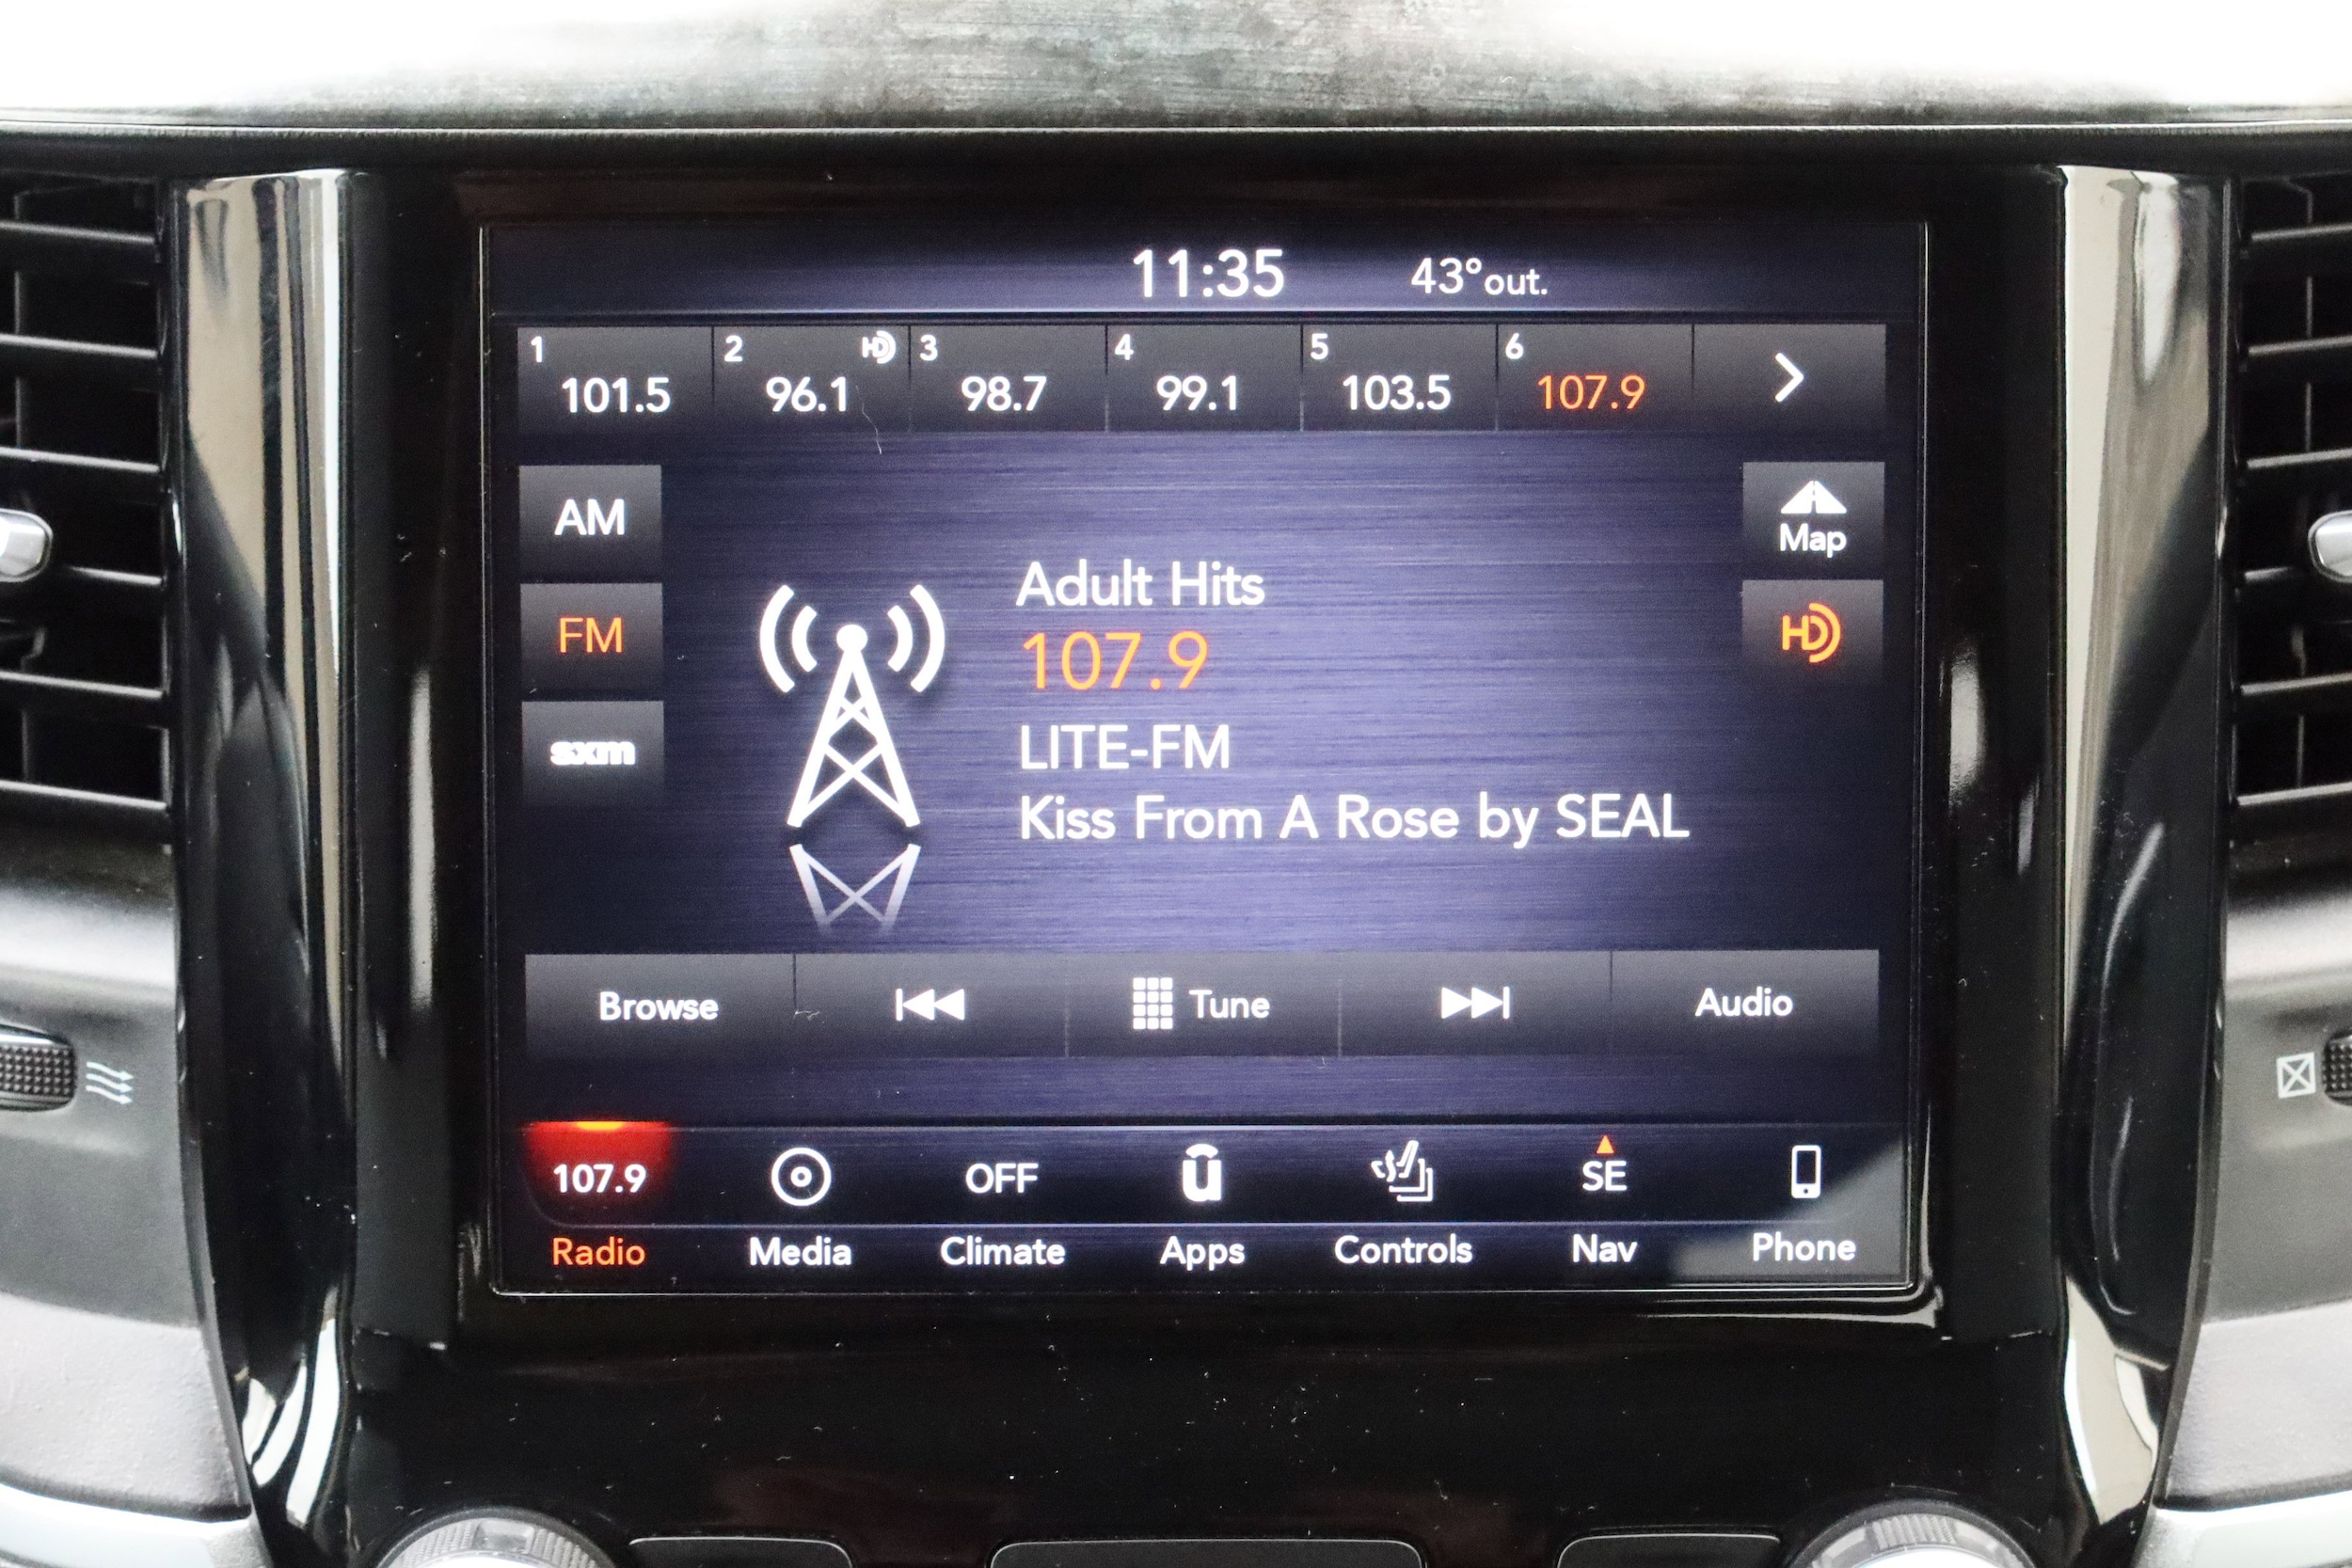 11:35 43°out.
1 2 HD 3 4 5 6
101.5 96.1 98.7 99.1 103.5 107.9
AM
Map
FM
HD
sxm
Adult Hits
107.9
LITE-FM
Kiss From A Rose by SEAL
Browse Tune Audio
107.9 OFF u SE
Radio Media Climate Apps Controls Nav Phone